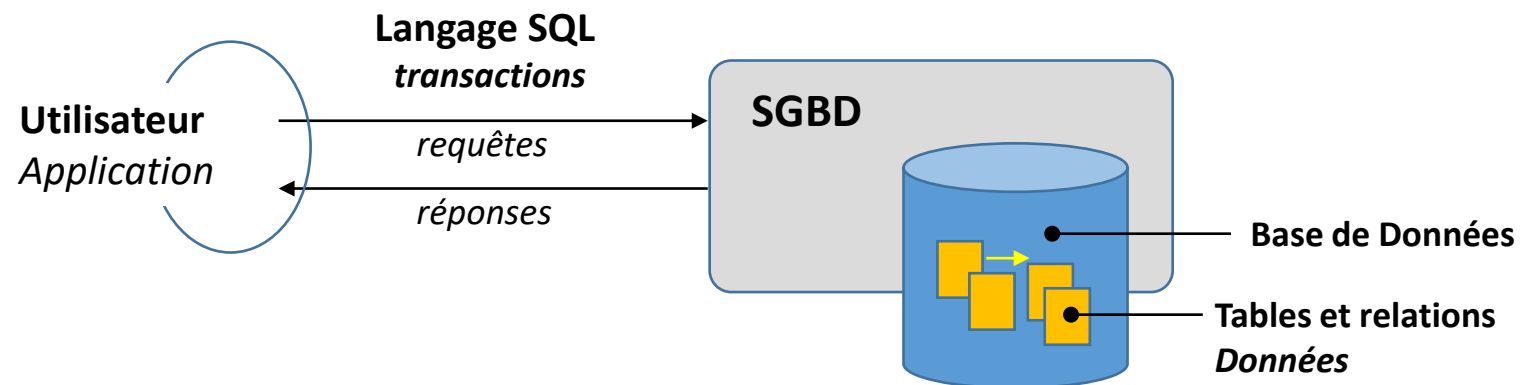 Langage SQL
transactions
Utilisateur
Application
requêtes
réponses
SGBD
Base de Données
Tables et relations
Données